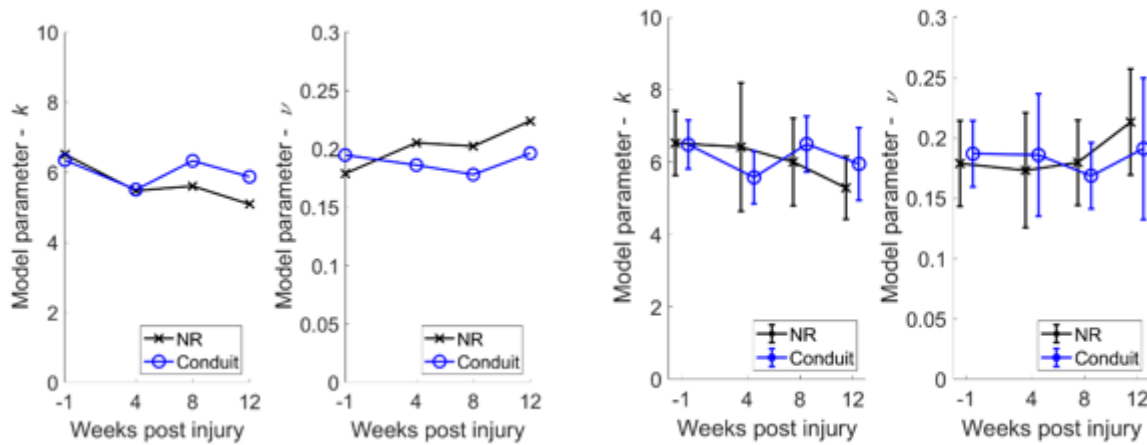 Model parameter - k
10
8
6
4
2
0
-1 4 8 12
Weeks post injury
NR
Conduit
Model parameter - ν
0.3
0.25
0.2
0.15
0.1
0.05
0
-1 4 8 12
Weeks post injury
NR
Conduit
Model parameter - k
10
8
6
4
2
0
-1 4 8 12
Weeks post injury
NR
Conduit
Model parameter - ν
0.3
0.25
0.2
0.15
0.1
0.05
0
-1 4 8 12
Weeks post injury
NR
Conduit